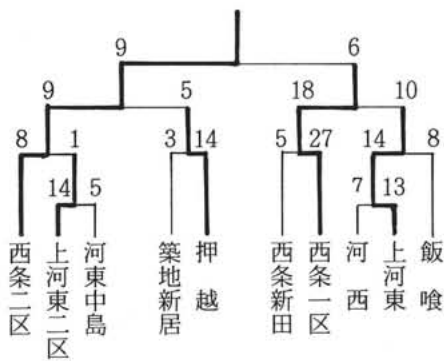 9 6
9 5 18 10
8 1 3 14 5 27 14 8
14 5 7 13
西条二区
上河東二区
河東中島
築地新居
押越
西条新田
西条一区
河西
上河東
飯喰